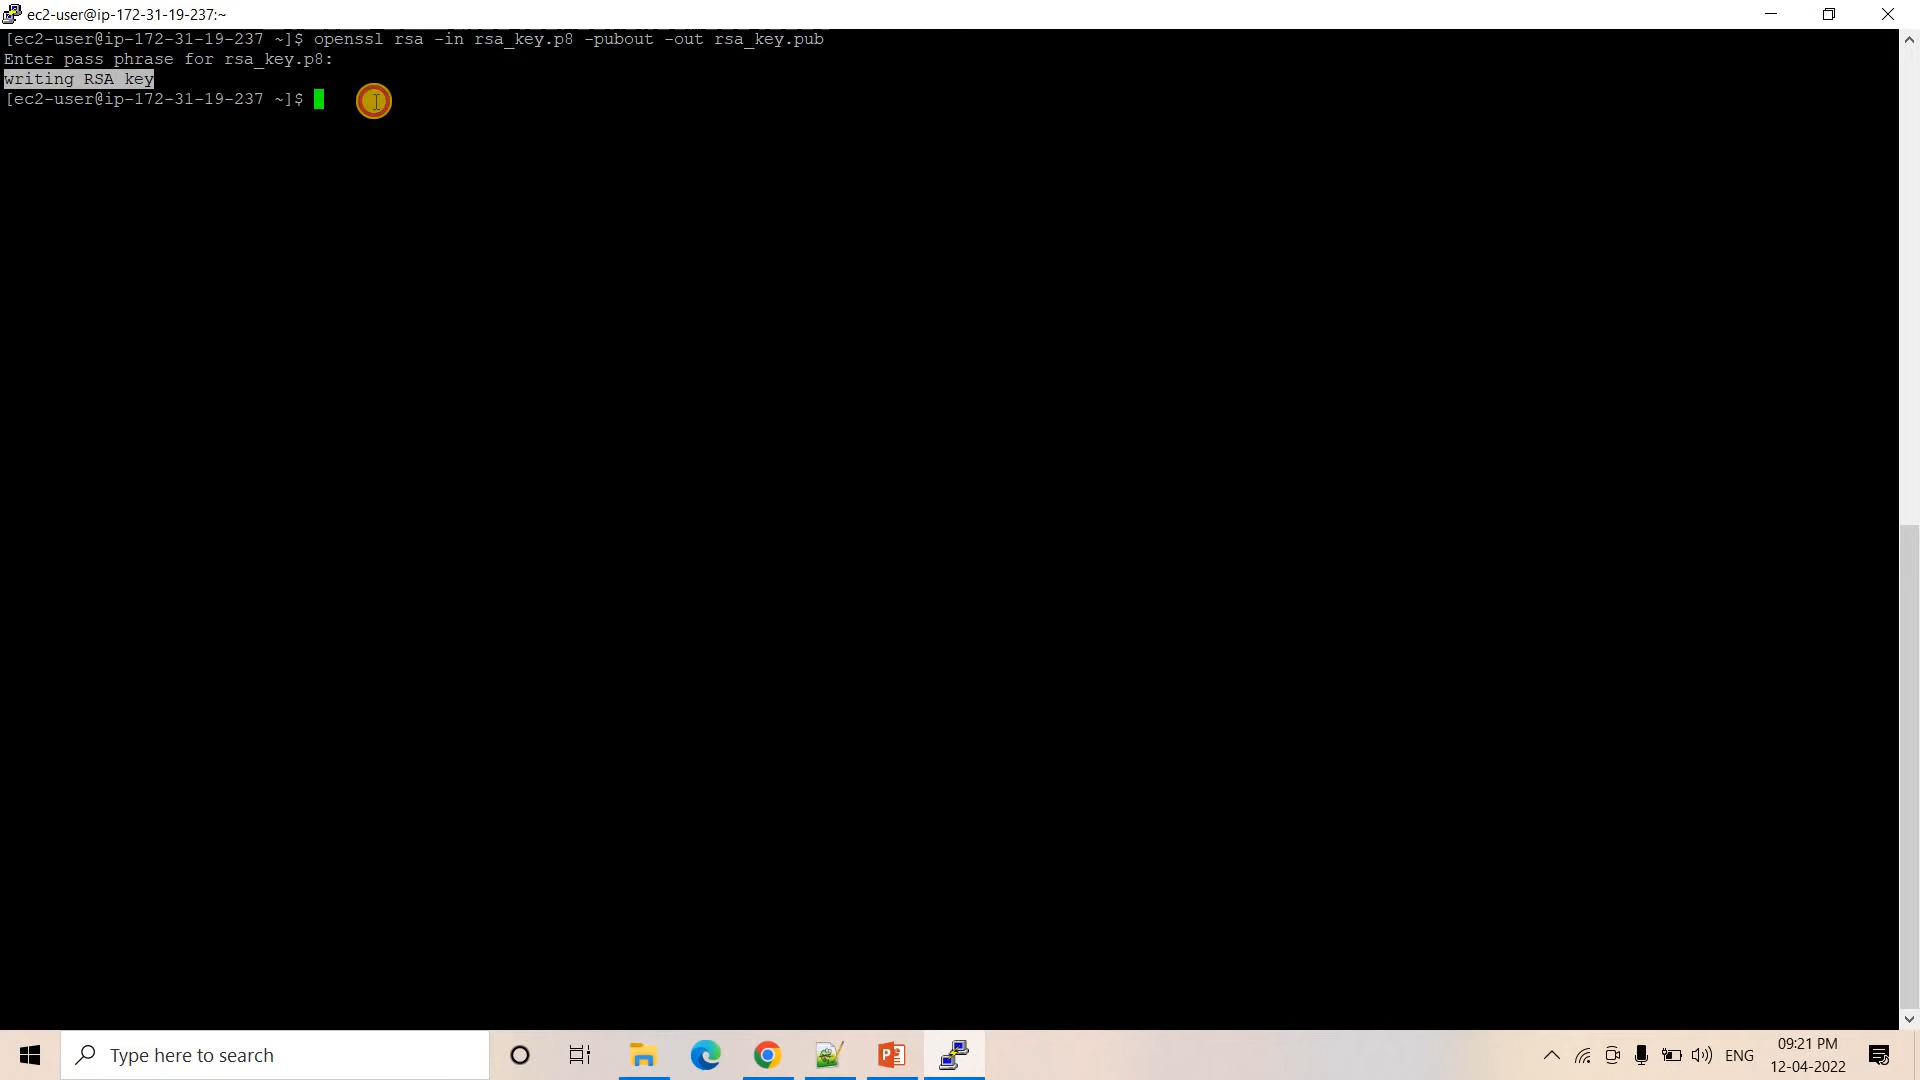 ec2-user@ip-172-31-19-237:~
[ec2-user@ip-172-31-19-237 ~]$ openssl rsa -in rsa_key.p8 -pubout -out rsa_key.pub
Enter pass phrase for rsa_key.p8:
writing RSA key
[ec2-user@ip-172-31-19-237 ~]$
Type here to search
ENG
09:21 PM
12-04-2022